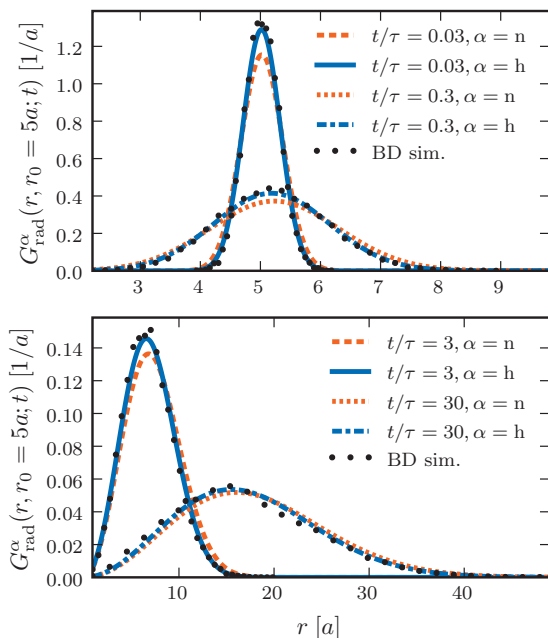 G^α_rad(r, r₀ = 5a; t) [1/a]
1.2
1.0
0.8
0.6
0.4
0.2
0.0
t/τ = 0.03, α = n
t/τ = 0.03, α = h
t/τ = 0.3, α = n
t/τ = 0.3, α = h
BD sim.
3 4 5 6 7 8 9
G^α_rad(r, r₀ = 5a; t) [1/a]
0.14
0.12
0.10
0.08
0.06
0.04
0.02
0.00
t/τ = 3, α = n
t/τ = 3, α = h
t/τ = 30, α = n
t/τ = 30, α = h
BD sim.
10 20 30 40
r [a]